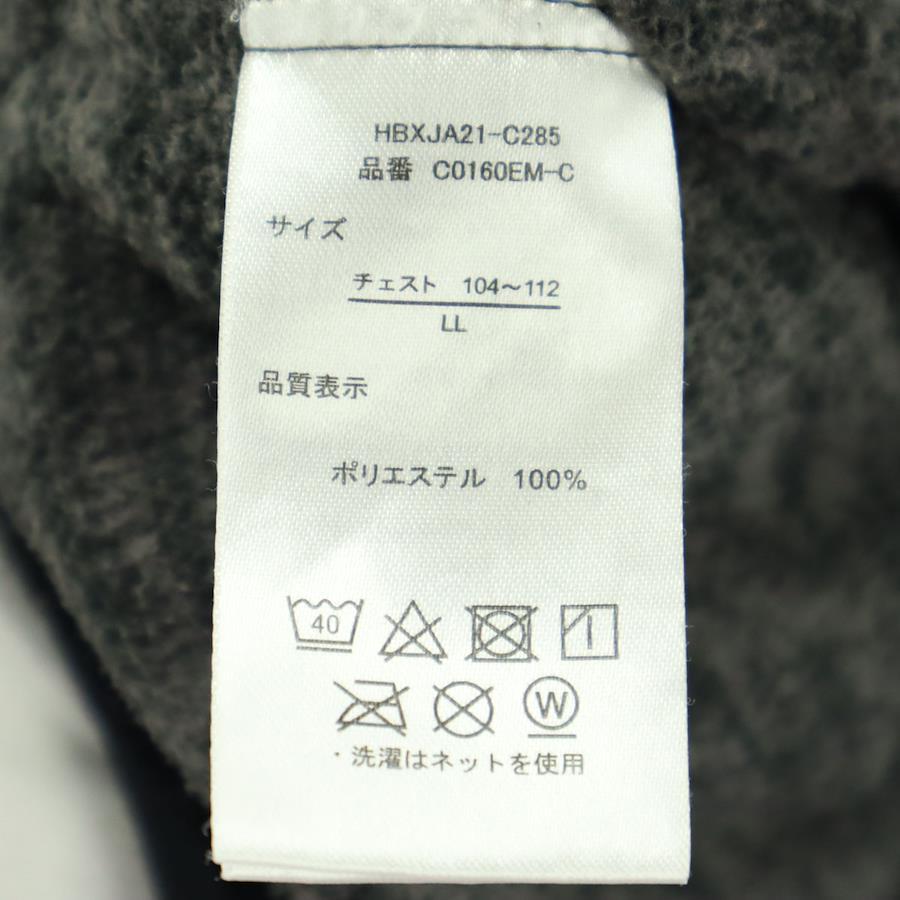 HBXJA21-C285
品番 C0160EM-C
サイズ
チェスト 104～112
LL
品質表示
ポリエステル 100%
40
W
・洗濯はネットを使用